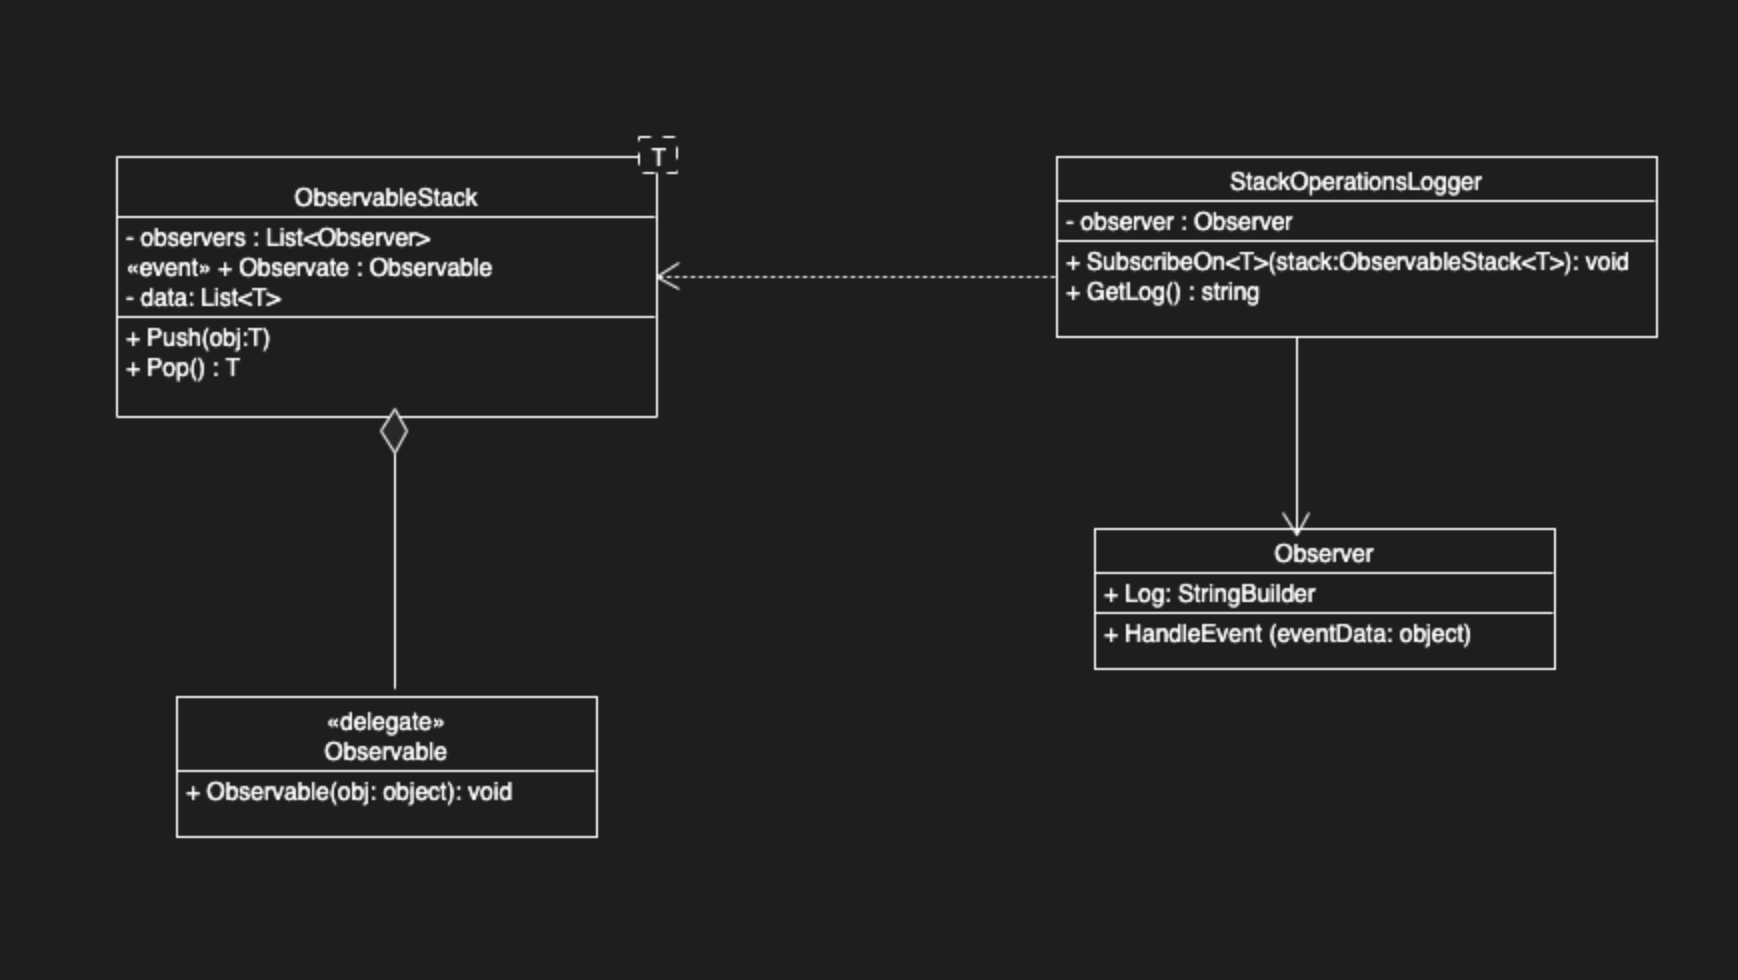 T
ObservableStack
- observers : List<Observer>
«event» + Observate : Observable
- data: List<T>
+ Push(obj:T)
+ Pop() : T
StackOperationsLogger
- observer : Observer
+ SubscribeOn<T>(stack:ObservableStack<T>): void
+ GetLog() : string
Observer
+ Log: StringBuilder
+ HandleEvent (eventData: object)
«delegate»
Observable
+ Observable(obj: object): void